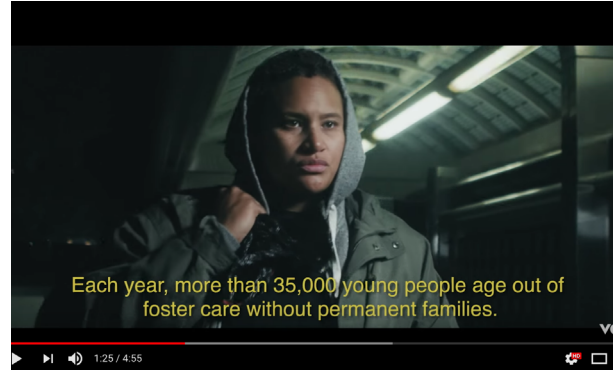 Each year, more than 35,000 young people age out of
foster care without permanent families.
1:25 / 4:55
HD